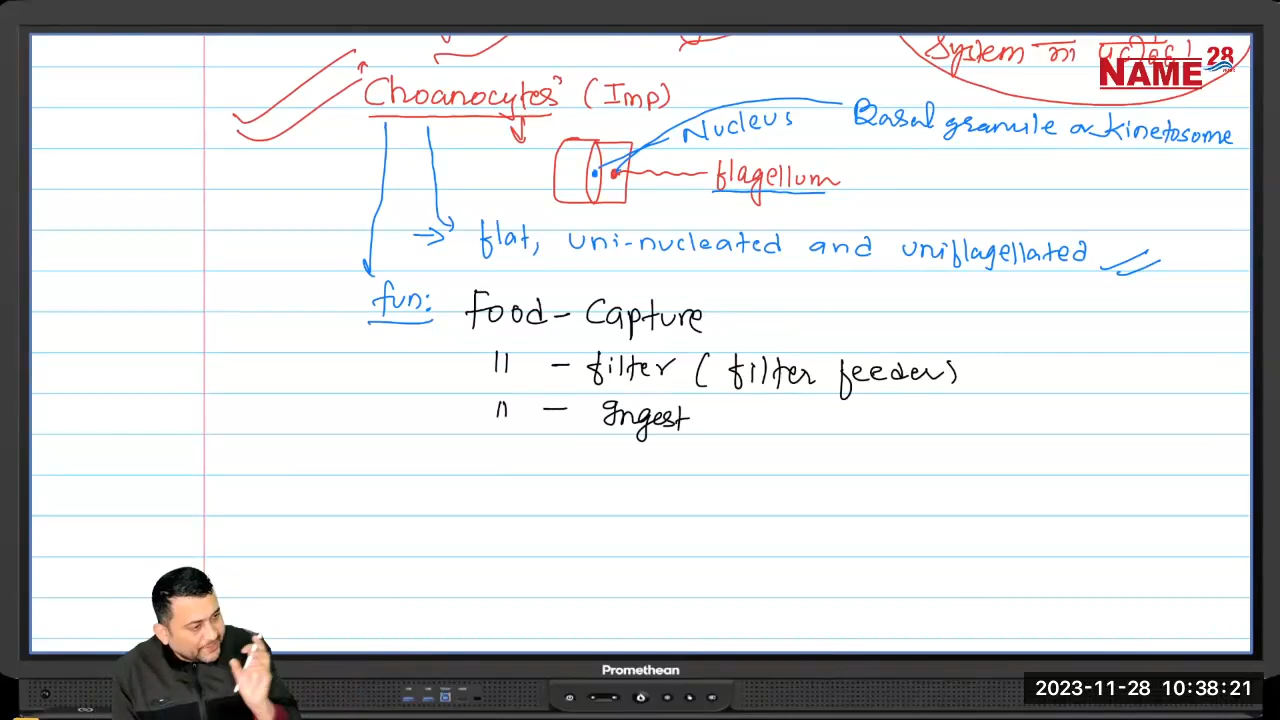 System का
NAME 28
Choanocytes (Imp)
Nucleus
Basal granule or kinetosome
flagellum
→ flat, uni-nucleated and uniflagellated
fun: Food - Capture
" - filter ( filter feeders
" - Ingest
Promethean
2023-11-28 10:38:21